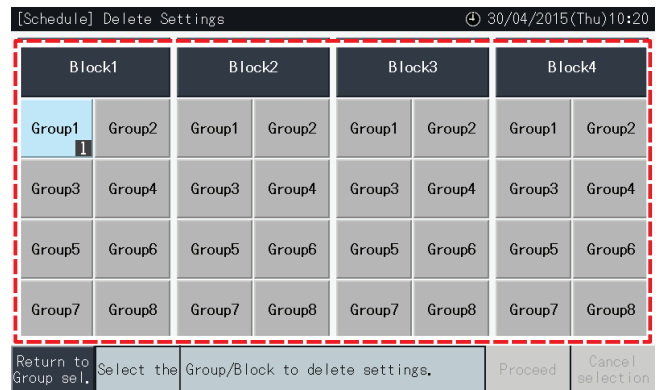 [Schedule] Delete Settings 30/04/2015(Thu)10:20
Block1 Block2 Block3 Block4
Group1 Group2 Group1 Group2 Group1 Group2 Group1 Group2
1
Group3 Group4 Group3 Group4 Group3 Group4 Group3 Group4
Group5 Group6 Group5 Group6 Group5 Group6 Group5 Group6
Group7 Group8 Group7 Group8 Group7 Group8 Group7 Group8
Return to
Group sel.
Select the Group/Block to delete settings.
Proceed
Cancel
selection